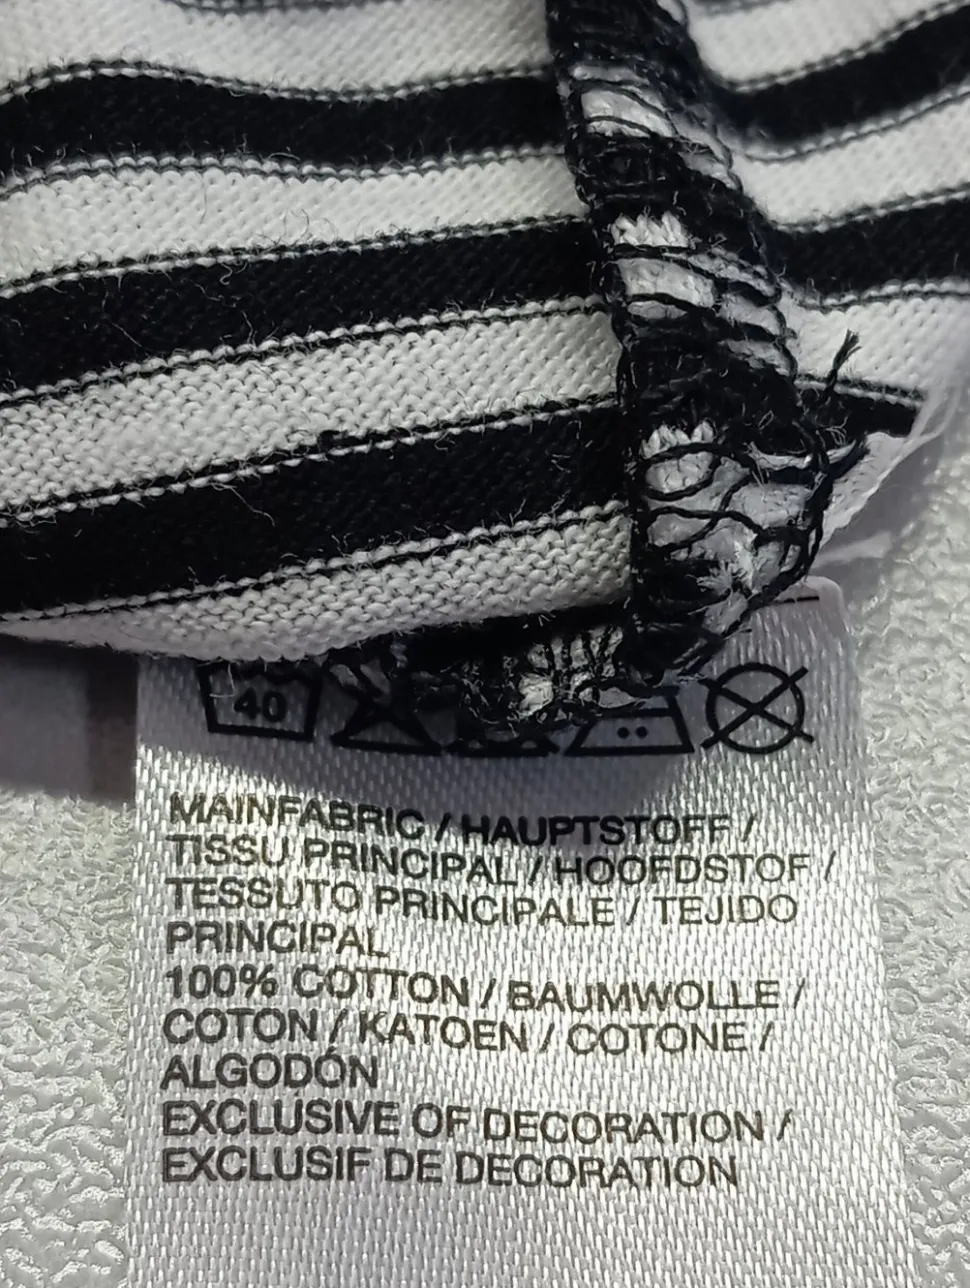 40
MAINFABRIC / HAUPTSTOFF /
TISSU PRINCIPAL / HOOFDSTOF /
TESSUTO PRINCIPALE / TEJIDO
PRINCIPAL
100% COTTON / BAUMWOLLE /
COTON / KATOEN / COTONE /
ALGODÓN
EXCLUSIVE OF DECORATION /
EXCLUSIF DE DECORATION